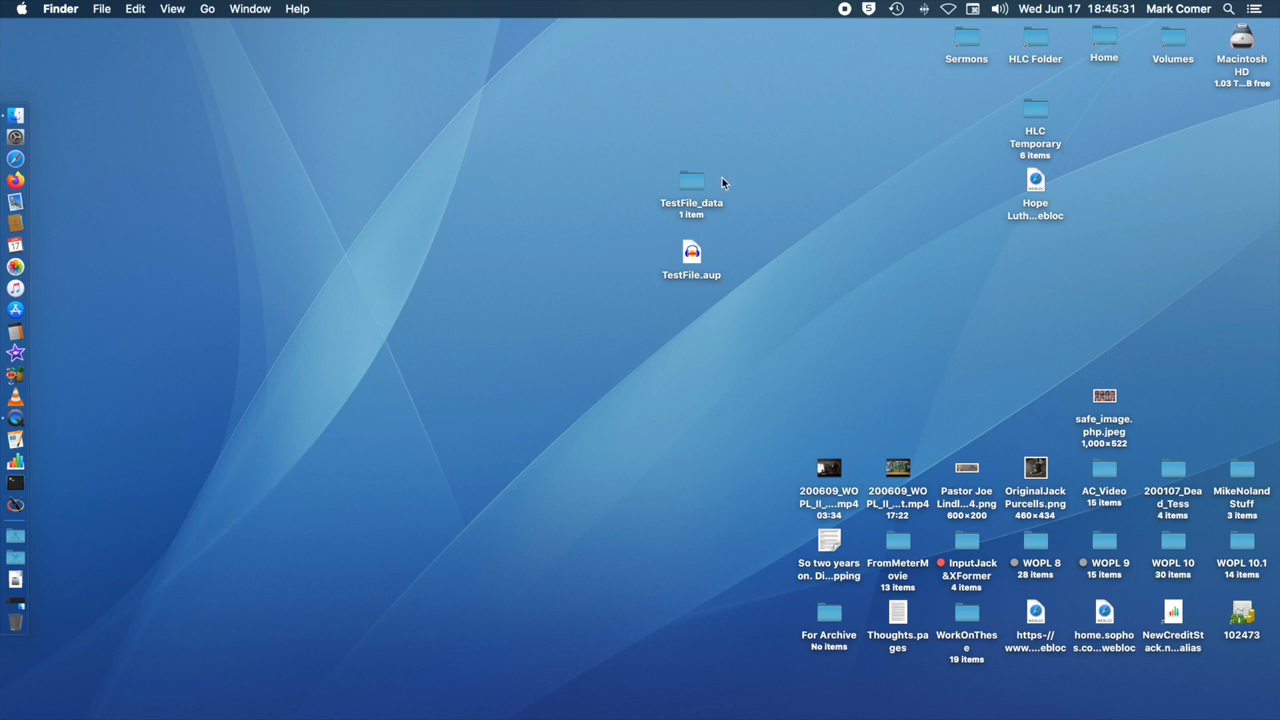 Finder File Edit View Go Window Help
Wed Jun 17 18:45:31 Mark Comer
Sermons
HLC Folder
Home
Volumes
Macintosh
HD
1.03 T...B free
HLC
Temporary
6 items
TestFile_data
1 item
Hope
Luth...ebloc
TestFile.aup
safe_image.
php.jpeg
1,000×522
200609_WO
PL_II_....mp4
03:34
200609_WO
PL_II_...t.mp4
17:22
Pastor Joe
Lindl...4.png
600×200
OriginalJack
Purcells.png
460×434
AC_Video
15 items
200107_Dea
d_Tess
4 items
MikeNoland
Stuff
3 items
So two years
on. Di...pping
FromMeterM
ovie
13 items
InputJack
&XFormer
4 items
WOPL 8
28 items
WOPL 9
15 items
WOPL 10
30 items
WOPL 10.1
14 items
For Archive
No items
Thoughts.pa
ges
WorkOnThes
e
19 items
https-//
www....ebloc
home.sopho
s.co...webloc
NewCreditSt
ack.n...alias
102473